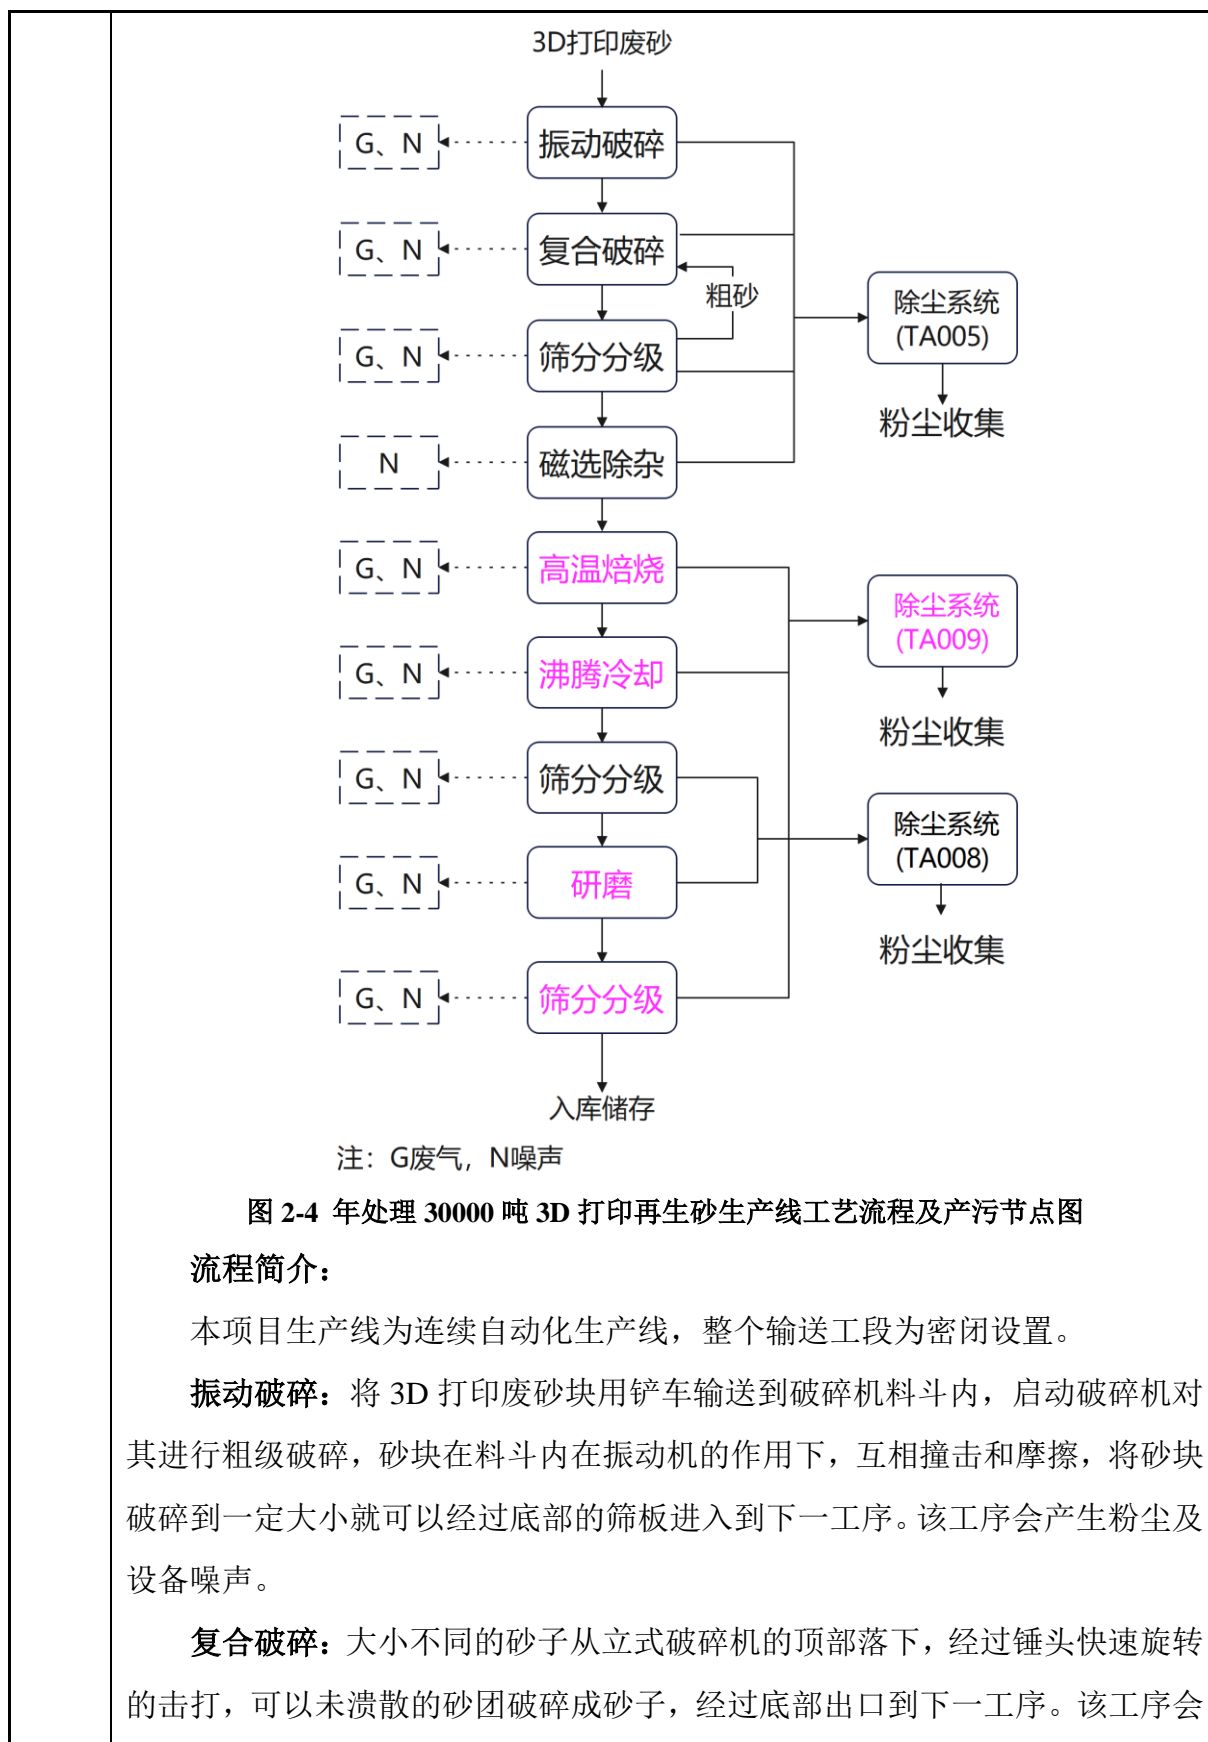 3D打印废砂
G、N
振动破碎
G、N
复合破碎
粗砂
除尘系统
(TA005)
G、N
筛分分级
粉尘收集
N
磁选除杂
G、N
高温焙烧
除尘系统
(TA009)
G、N
沸腾冷却
粉尘收集
G、N
筛分分级
除尘系统
(TA008)
G、N
研磨
粉尘收集
G、N
筛分分级
入库储存
注：G废气，N噪声
图 2-4 年处理 30000 吨 3D 打印再生砂生产线工艺流程及产污节点图
流程简介：
本项目生产线为连续自动化生产线，整个输送工段为密闭设置。
振动破碎：将 3D 打印废砂块用铲车输送到破碎机料斗内，启动破碎机对
其进行粗级破碎，砂块在料斗内在振动机的作用下，互相撞击和摩擦，将砂块
破碎到一定大小就可以经过底部的筛板进入到下一工序。该工序会产生粉尘及
设备噪声。
复合破碎：大小不同的砂子从立式破碎机的顶部落下，经过锤头快速旋转
的击打，可以未溃散的砂团破碎成砂子，经过底部出口到下一工序。该工序会